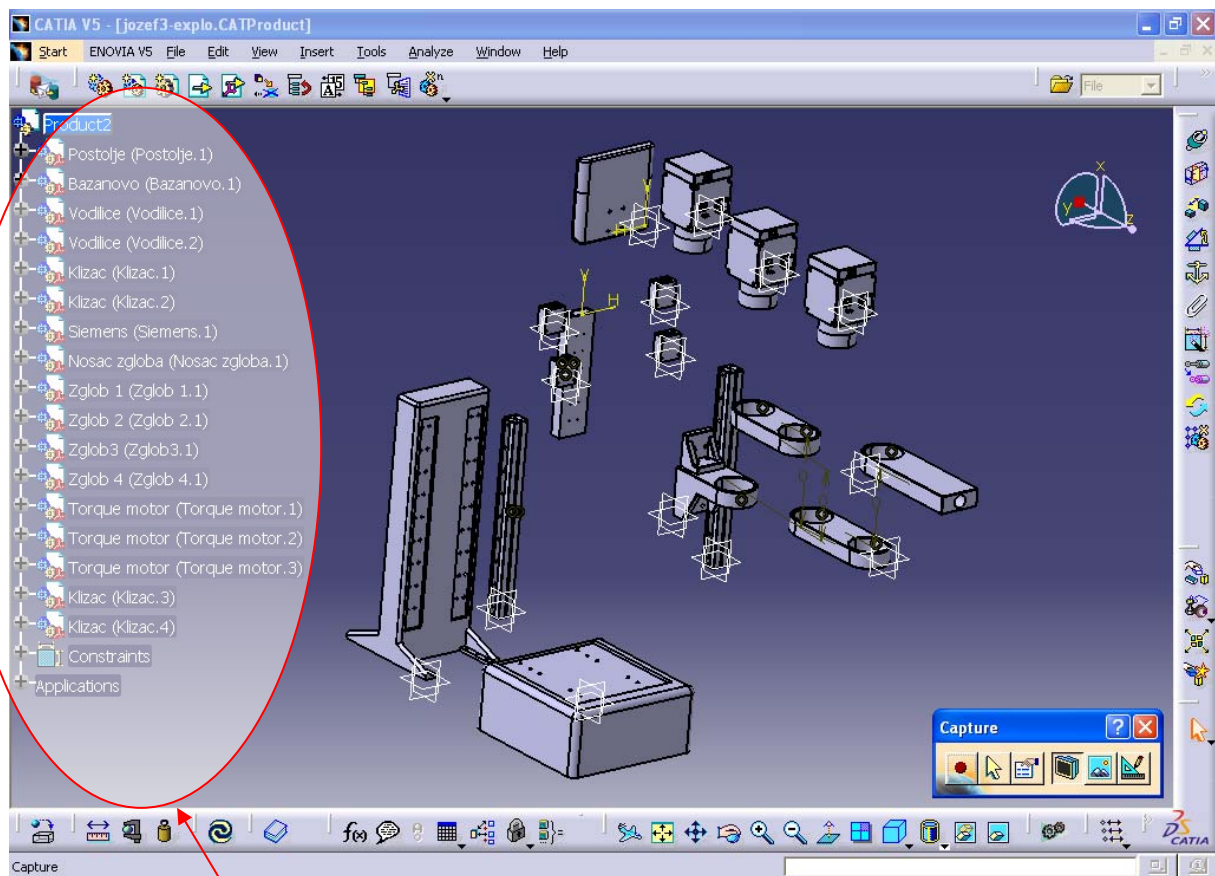 CATIA V5 - [jozef3-explo.CATProduct]
Start ENOVIA V5 File Edit View Insert Tools Analyze Window Help
File
Product2
Postolje (Postolje.1)
Bazanovo (Bazanovo.1)
Vodilice (Vodilice.1)
Vodilice (Vodilice.2)
Klizac (Klizac.1)
Klizac (Klizac.2)
Siemens (Siemens.1)
Nosac zgloba (Nosac zgloba.1)
Zglob 1 (Zglob 1.1)
Zglob 2 (Zglob 2.1)
Zglob3 (Zglob3.1)
Zglob 4 (Zglob 4.1)
Torque motor (Torque motor.1)
Torque motor (Torque motor.2)
Torque motor (Torque motor.3)
Klizac (Klizac.3)
Klizac (Klizac.4)
Constraints
Applications
x
y
z
V
H
V
H
Capture
f(x)
CATIA
Capture